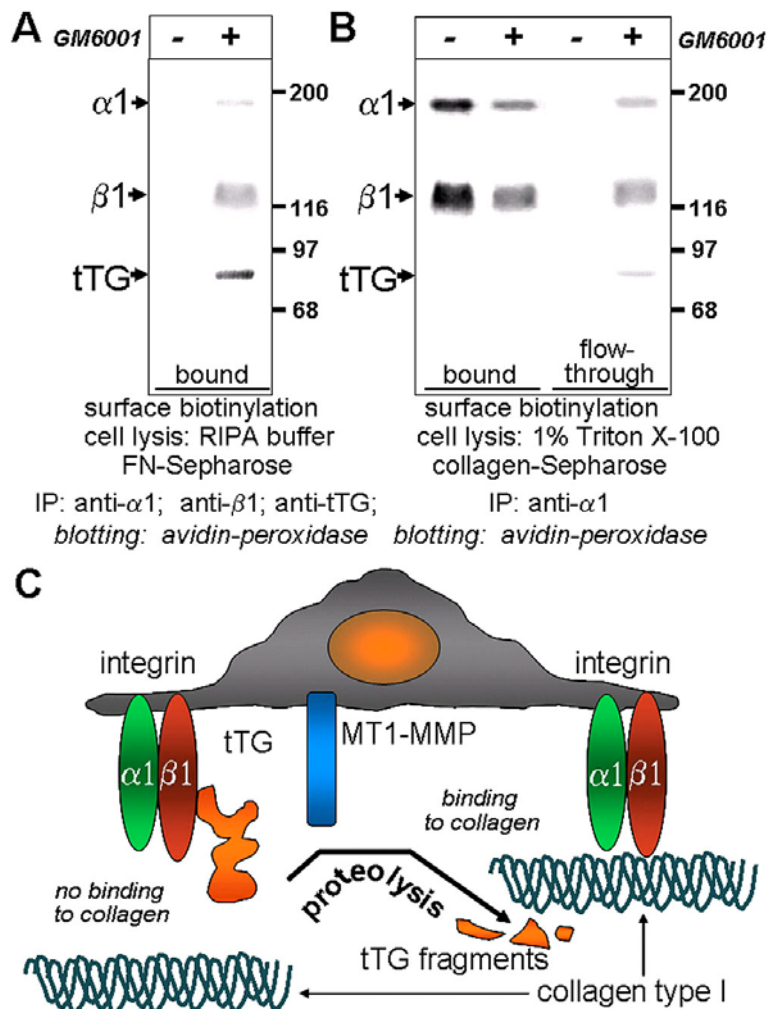 A
GM6001 - +
α1
β1
tTG
200
116
97
68
bound
surface biotinylation
cell lysis: RIPA buffer
FN-Sepharose
IP: anti-α1; anti-β1; anti-tTG;
blotting: avidin-peroxidase
B
- + - + GM6001
α1
β1
tTG
200
116
97
68
bound
flow-
through
surface biotinylation
cell lysis: 1% Triton X-100
collagen-Sepharose
IP: anti-α1
blotting: avidin-peroxidase
C
integrin
α1 β1
tTG
MT1-MMP
integrin
α1 β1
binding
to collagen
no binding
to collagen
proteolysis
tTG fragments
collagen type I